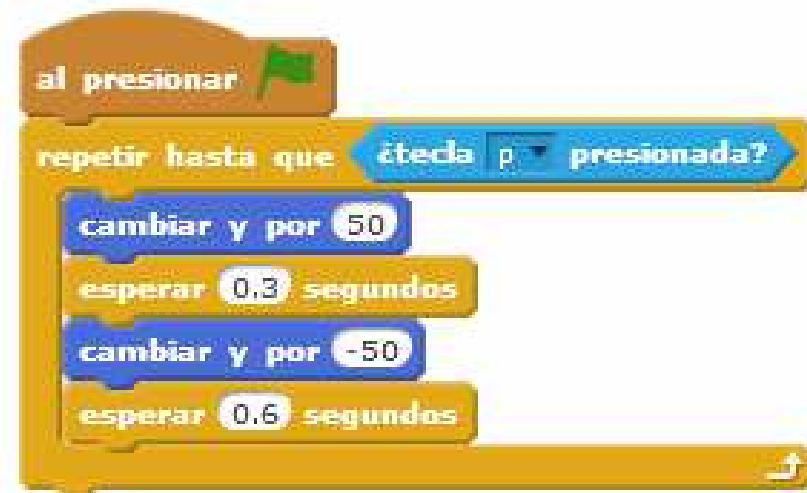 al presionar
repetir hasta que ¿tecla p presionada?
cambiar y por 50
esperar 0.3 segundos
cambiar y por -50
esperar 0.6 segundos